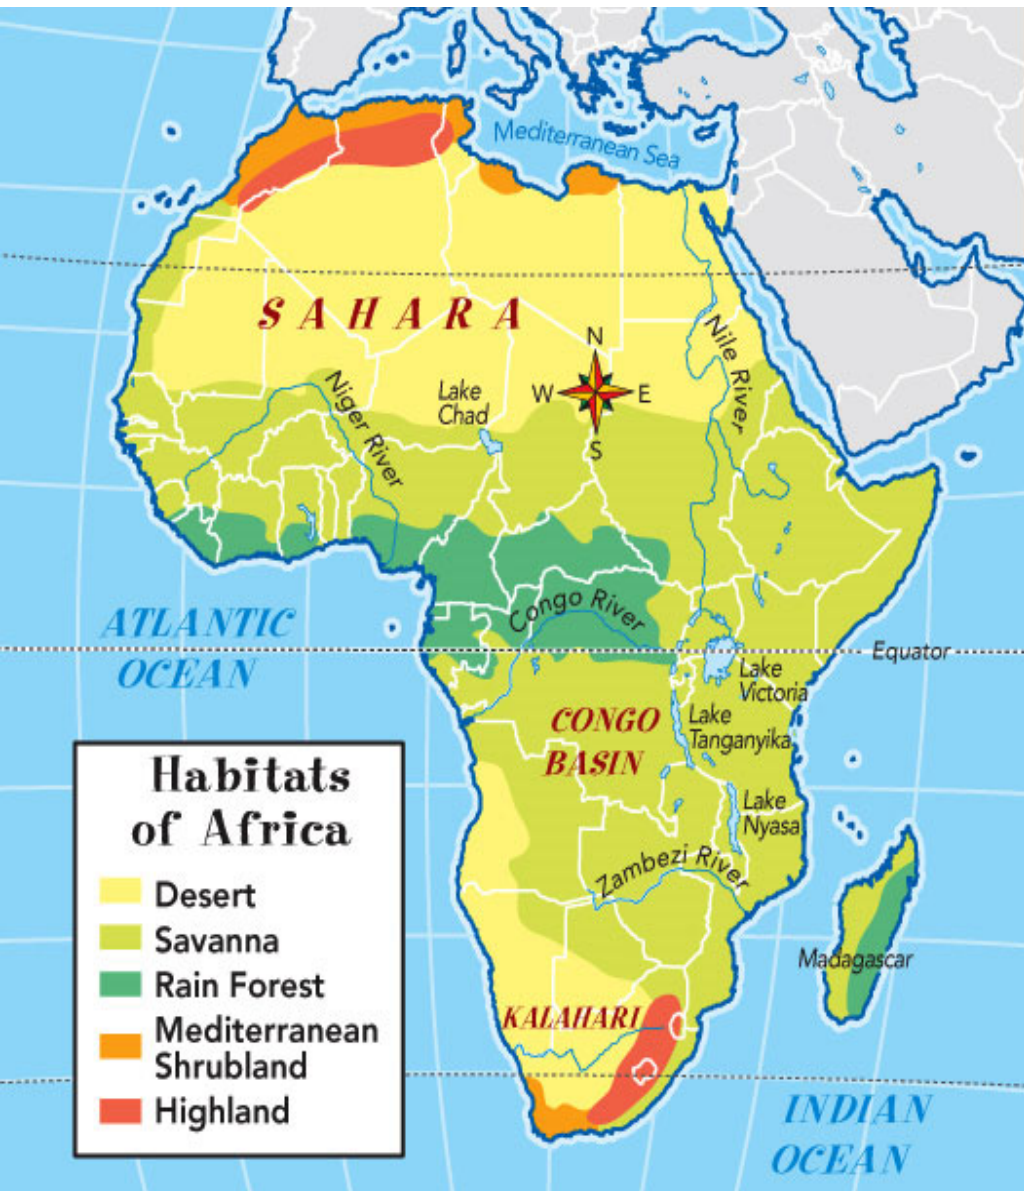 Mediterranean Sea
SAHARA
N
W
E
S
Nile River
Niger River
Lake
Chad
ATLANTIC
OCEAN
Congo River
Equator
Lake
Victoria
CONGO
BASIN
Lake
Tanganyika
Lake
Nyasa
Zambezi River
Madagascar
KALAHARI
INDIAN
OCEAN
Habitats
of Africa
Desert
Savanna
Rain Forest
Mediterranean
Shrubland
Highland